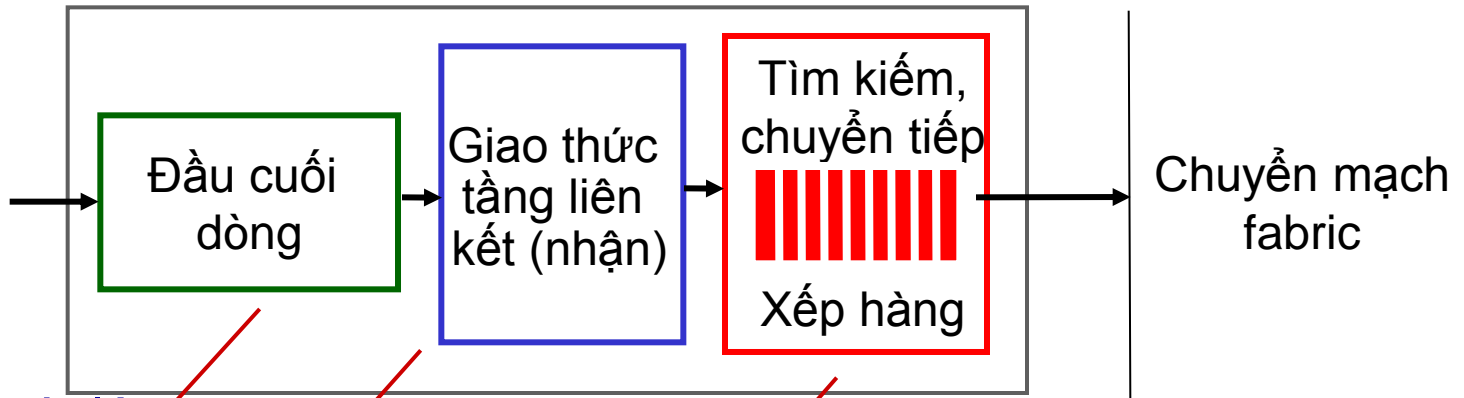 Đầu cuối
dòng
Giao thức
tầng liên
kết (nhận)
Tìm kiếm,
chuyển tiếp
Xếp hàng
Chuyển mạch
fabric